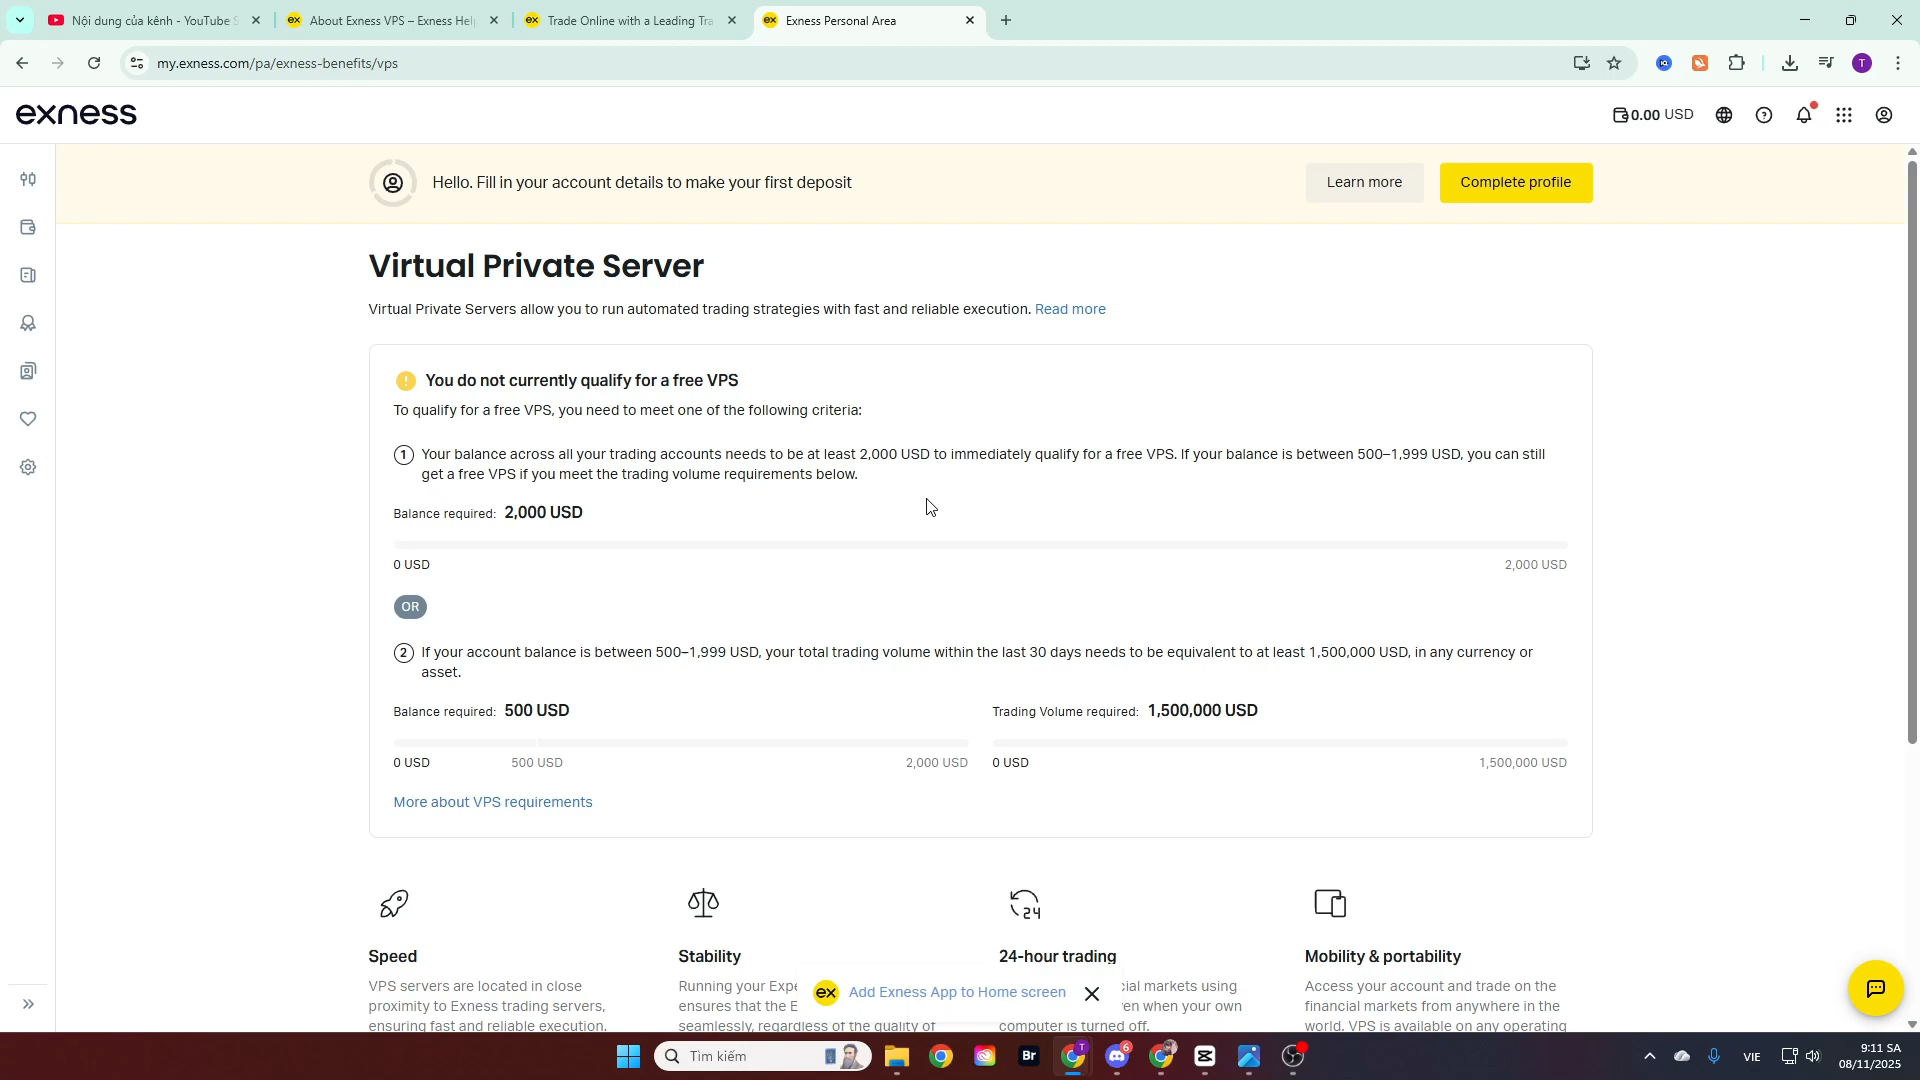 Nội dung của kênh - YouTube S
About Exness VPS – Exness Hel
Trade Online with a Leading Tra
Exness Personal Area
my.exness.com/pa/exness-benefits/vps
T
exness
0.00 USD
Hello. Fill in your account details to make your first deposit
Learn more
Complete profile
Virtual Private Server
Virtual Private Servers allow you to run automated trading strategies with fast and reliable execution. Read more
You do not currently qualify for a free VPS
To qualify for a free VPS, you need to meet one of the following criteria:
1 Your balance across all your trading accounts needs to be at least 2,000 USD to immediately qualify for a free VPS. If your balance is between 500–1,999 USD, you can still
get a free VPS if you meet the trading volume requirements below.
Balance required: 2,000 USD
0 USD
2,000 USD
OR
2 If your account balance is between 500–1,999 USD, your total trading volume within the last 30 days needs to be equivalent to at least 1,500,000 USD, in any currency or
asset.
Balance required: 500 USD
Trading Volume required: 1,500,000 USD
0 USD
500 USD
2,000 USD
0 USD
1,500,000 USD
More about VPS requirements
24
Speed
Stability
24-hour trading
Mobility & portability
VPS servers are located in close
proximity to Exness trading servers,
ensuring fast and reliable execution.
Running your Expe
ensures that the E
seamlessly, regardless of the quality of
cial markets using
en when your own
computer is turned off.
Access your account and trade on the
financial markets from anywhere in the
world. VPS is available on any operating
ex Add Exness App to Home screen
Tìm kiếm
Br
T
6
VIE
9:11 SA
08/11/2025